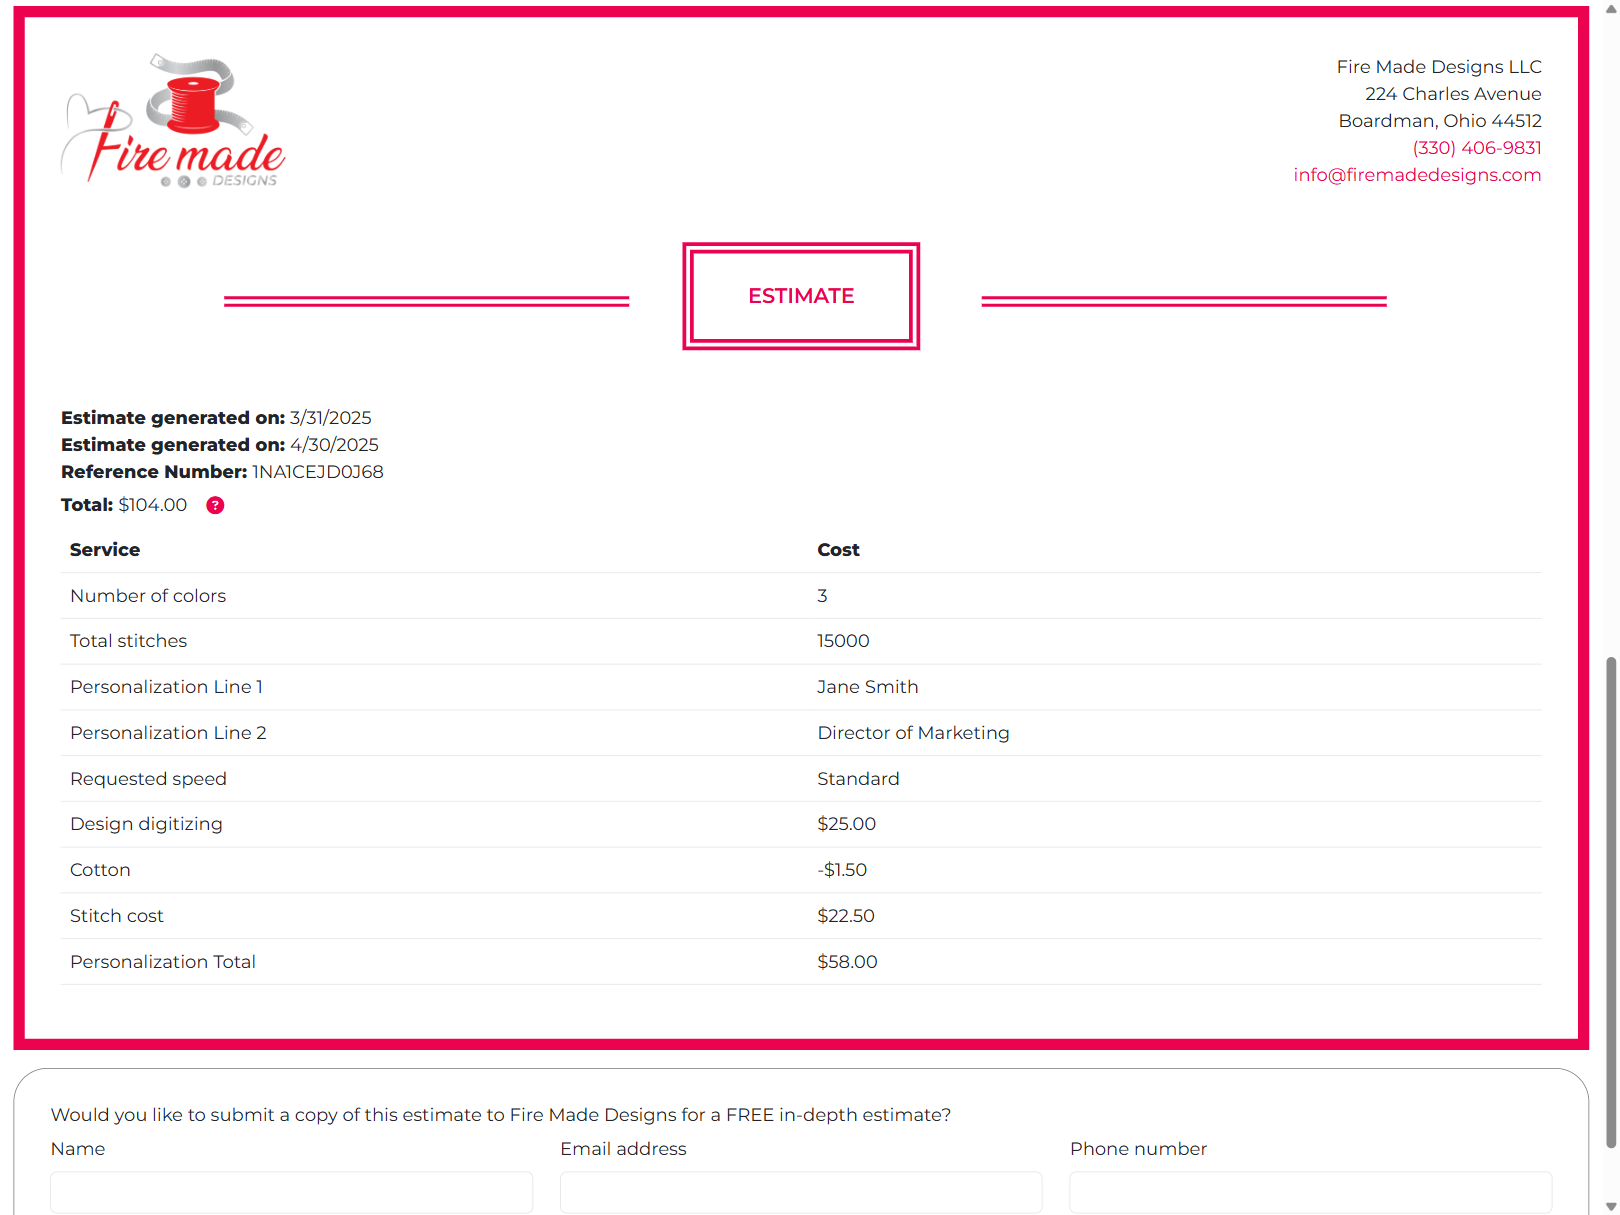 Fire made
DESIGNS
Fire Made Designs LLC
224 Charles Avenue
Boardman, Ohio 44512
(330) 406-9831
info@firemadedesigns.com
ESTIMATE
Estimate generated on: 3/31/2025
Estimate generated on: 4/30/2025
Reference Number: 1NA1CEJD0J68
Total: $104.00 ?
Service Cost
Number of colors 3
Total stitches 15000
Personalization Line 1 Jane Smith
Personalization Line 2 Director of Marketing
Requested speed Standard
Design digitizing $25.00
Cotton -$1.50
Stitch cost $22.50
Personalization Total $58.00
Would you like to submit a copy of this estimate to Fire Made Designs for a FREE in-depth estimate?
Name Email address Phone number